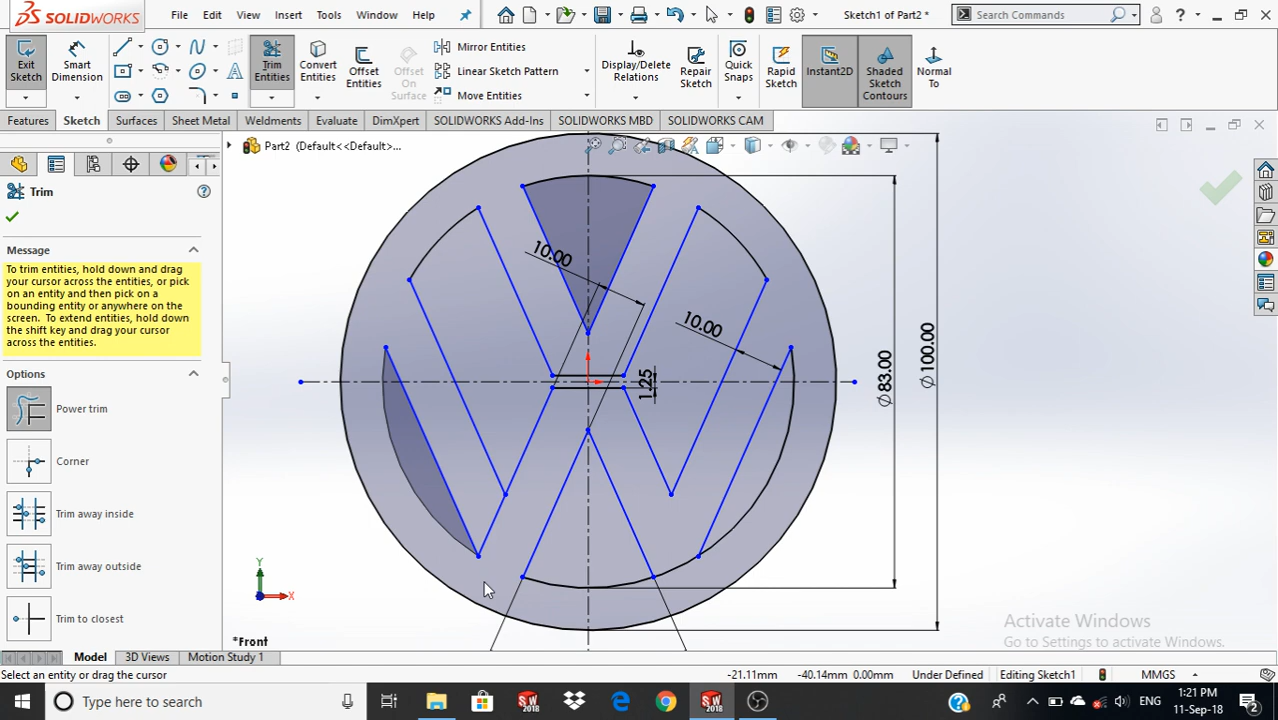 SOLIDWORKS
File
Edit
View
Insert
Tools
Window
Help
Sketch1 of Part2 *
Search Commands
?
Exit
Sketch
Smart
Dimension
Trim
Entities
Convert
Entities
Offset
Entities
Offset
On
Surface
Mirror Entities
Linear Sketch Pattern
Move Entities
Display/Delete
Relations
Repair
Sketch
Quick
Snaps
Rapid
Sketch
Instant2D
Shaded
Sketch
Contours
Normal
To
Features
Sketch
Surfaces
Sheet Metal
Weldments
Evaluate
DimXpert
SOLIDWORKS Add-Ins
SOLIDWORKS MBD
SOLIDWORKS CAM
Part2 (Default<<Default>...
Trim
?
Message
To trim entities, hold down and drag
your cursor across the entities, or pick
on an entity and then pick on a
bounding entity or anywhere on the
screen. To extend entities, hold down
the shift key and drag your cursor
across the entities.
Options
Power trim
Corner
Trim away inside
Trim away outside
Trim to closest
10.00
10.00
1.25
Ø83.00
Ø100.00
Y
X
*Front
Activate Windows
Go to Settings to activate Windows.
Model
3D Views
Motion Study 1
Select an entity or drag the cursor
-21.11mm
-40.14mm
0.00mm
Under Defined
Editing Sketch1
MMGS
Type here to search
SW
2018
SW
2018
?
ENG
1:21 PM
11-Sep-18
2